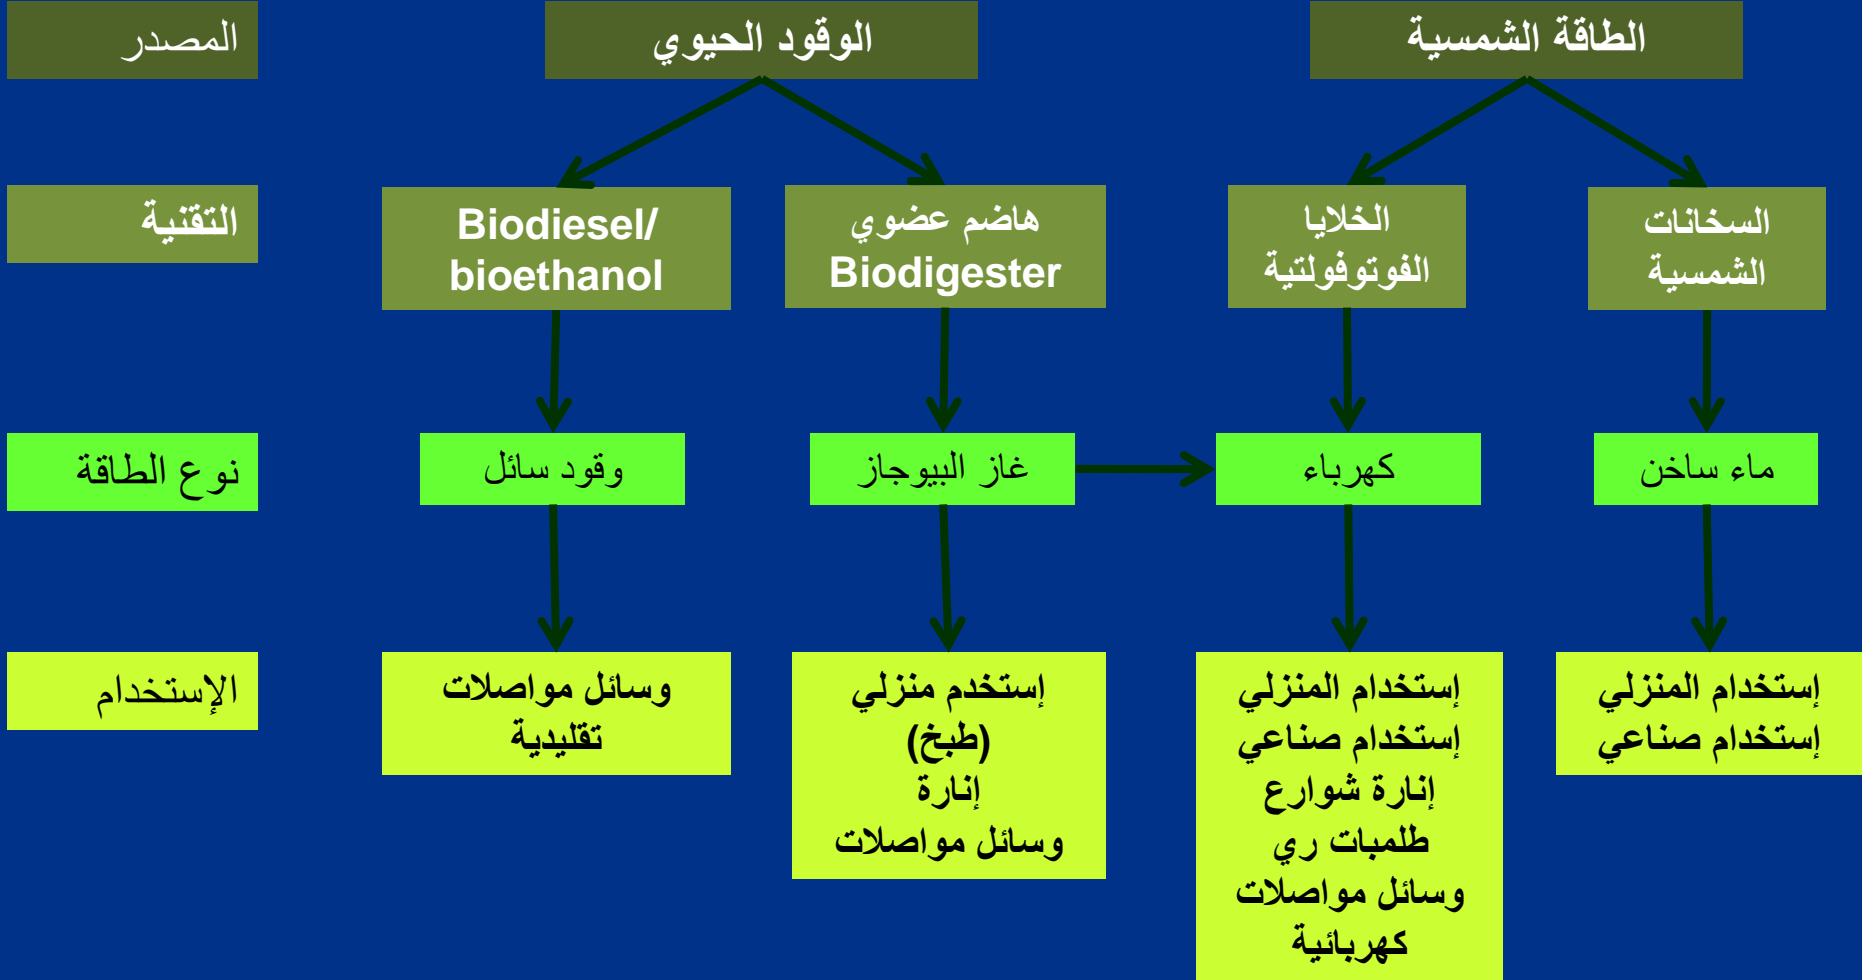 الطاقة الشمسية
الوقود الحيوي
المصدر
السخانات
الشمسية
الخلايا
الفوتوفولتية
هاضم عضوي
Biodigester
Biodiesel/
bioethanol
التقنية
ماء ساخن
كهرباء
غاز البيوجاز
وقود سائل
نوع الطاقة
إستخدام المنزلي
إستخدام صناعي
إستخدام المنزلي
إستخدام صناعي
إنارة شوارع
طلمبات ري
وسائل مواصلات
كهربائية
إستخدم منزلي
(طبخ)
إنارة
وسائل مواصلات
وسائل مواصلات
تقليدية
الإستخدام